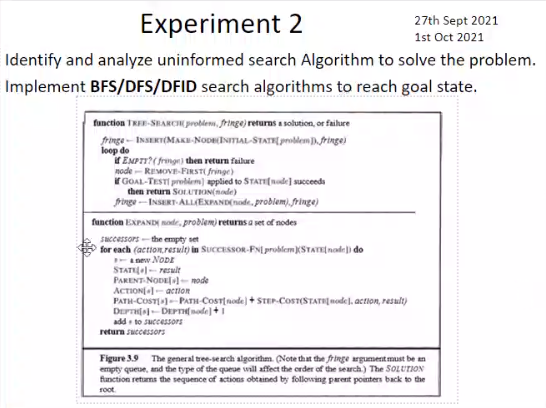 Experiment 2
27th Sept 2021
1st Oct 2021
Identify and analyze uninformed search Algorithm to solve the problem.
Implement BFS/DFS/DFID search algorithms to reach goal state.
function TREE-SEARCH(problem, fringe) returns a solution, or failure
fringe ← INSERT(MAKE-NODE(INITIAL-STATE[problem]), fringe)
loop do
if EMPTY?(fringe) then return failure
node ← REMOVE-FIRST(fringe)
if GOAL-TEST[problem] applied to STATE[node] succeeds
then return SOLUTION(node)
fringe ← INSERT-ALL(EXPAND(node, problem), fringe)
function EXPAND(node, problem) returns a set of nodes
successors ← the empty set
for each (action, result) in SUCCESSOR-FN[problem](STATE[node]) do
s ← a new NODE
STATE[s] ← result
PARENT-NODE[s] ← node
ACTION[s] ← action
PATH-COST[s] ← PATH-COST[node] + STEP-COST(STATE[node], action, result)
DEPTH[s] ← DEPTH[node] + 1
add s to successors
return successors
Figure 3.9 The general tree-search algorithm. (Note that the fringe argument must be an
empty queue, and the type of the queue will affect the order of the search.) The SOLUTION
function returns the sequence of actions obtained by following parent pointers back to the
root.